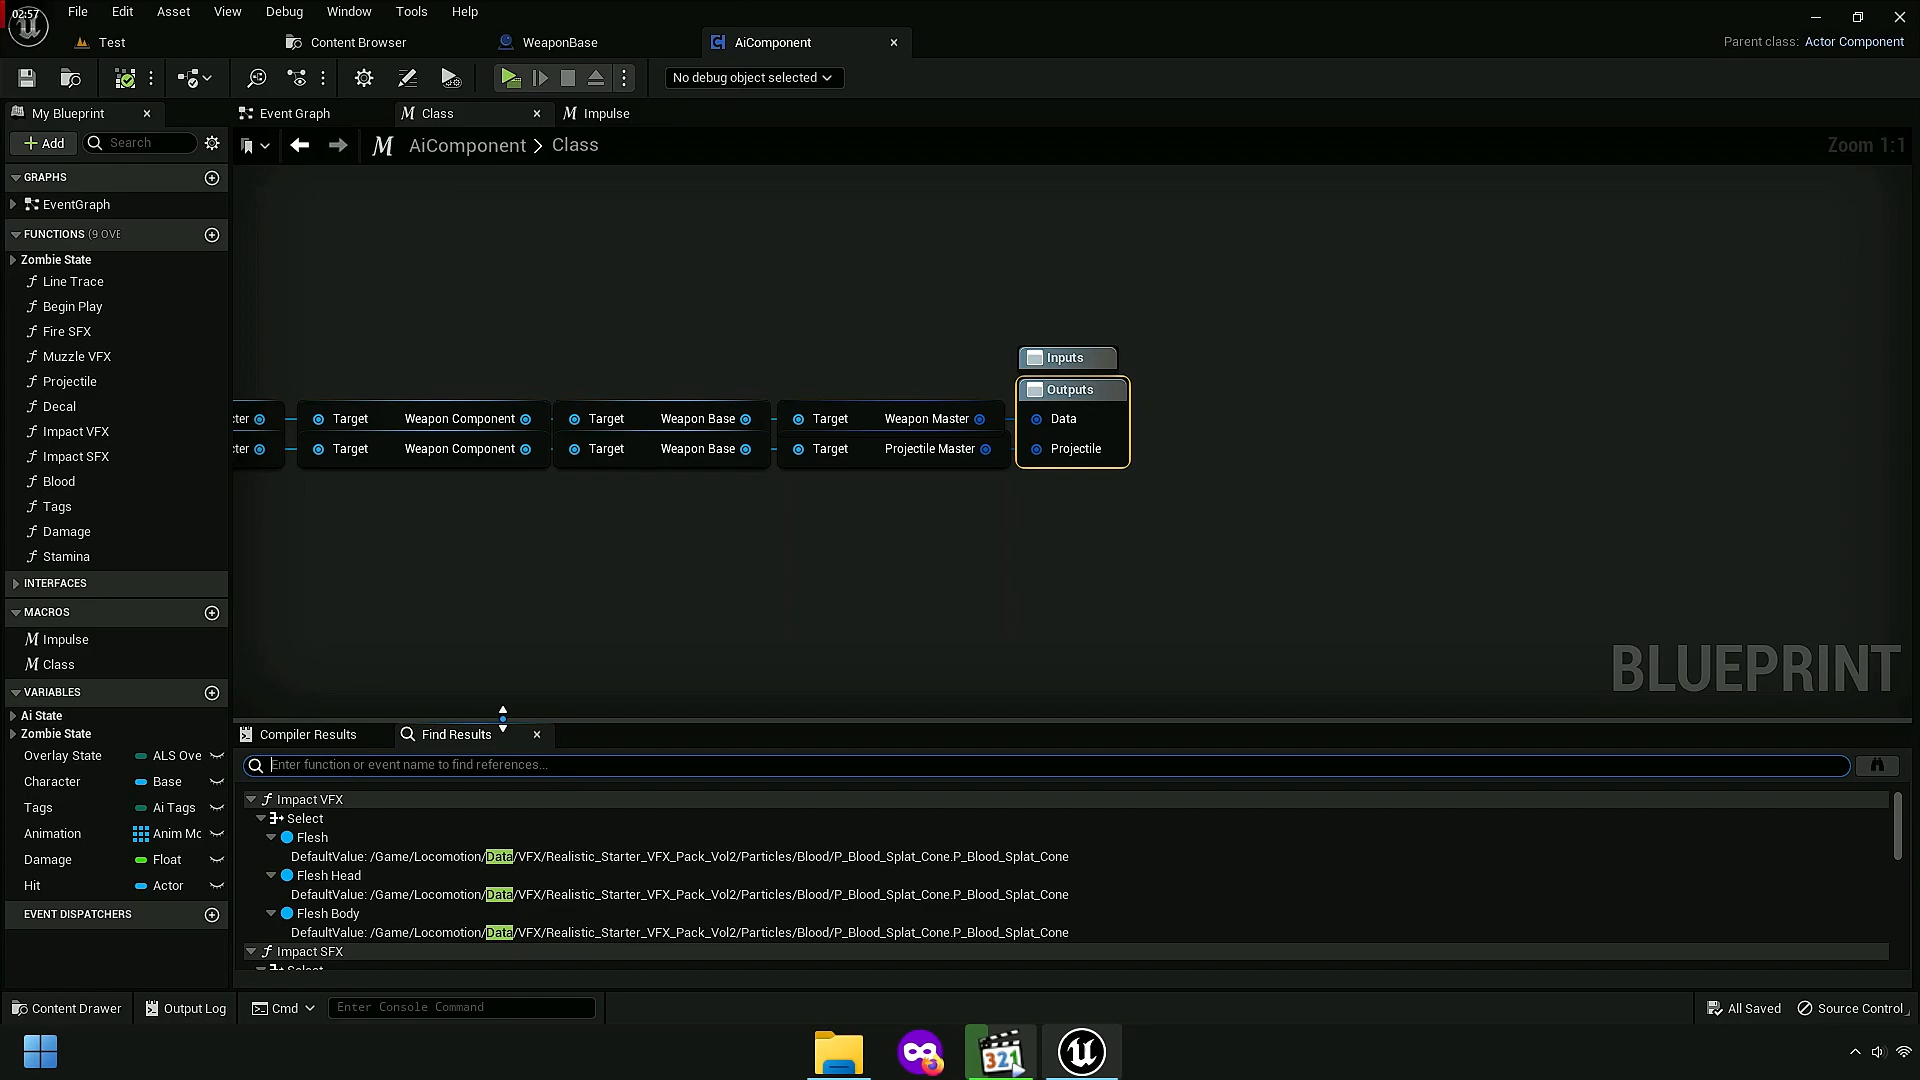 02:57
File Edit Asset View Debug Window Tools Help
Test Content Browser WeaponBase AiComponent
Parent class: Actor Component
No debug object selected
My Blueprint
Event Graph Class Impulse
Add Search
AiComponent > Class
Zoom 1:1
GRAPHS
EventGraph
FUNCTIONS (9 OVE
Zombie State
Line Trace
Begin Play
Fire SFX
Muzzle VFX
Projectile
Decal
Impact VFX
Impact SFX
Blood
Tags
Damage
Stamina
INTERFACES
MACROS
Impulse
Class
VARIABLES
Ai State
Zombie State
Overlay State ALS Ove
Character Base
Tags Ai Tags
Animation Anim Mo
Damage Float
Hit Actor
EVENT DISPATCHERS
Inputs
Outputs
cter Target Weapon Component Target Weapon Base Target Weapon Master Data
cter Target Weapon Component Target Weapon Base Target Projectile Master Projectile
BLUEPRINT
Compiler Results Find Results
Enter function or event name to find references...
Impact VFX
Select
Flesh
DefaultValue: /Game/Locomotion/Data/VFX/Realistic_Starter_VFX_Pack_Vol2/Particles/Blood/P_Blood_Splat_Cone.P_Blood_Splat_Cone
Flesh Head
DefaultValue: /Game/Locomotion/Data/VFX/Realistic_Starter_VFX_Pack_Vol2/Particles/Blood/P_Blood_Splat_Cone.P_Blood_Splat_Cone
Flesh Body
DefaultValue: /Game/Locomotion/Data/VFX/Realistic_Starter_VFX_Pack_Vol2/Particles/Blood/P_Blood_Splat_Cone.P_Blood_Splat_Cone
Impact SFX
Select
Content Drawer Output Log Cmd Enter Console Command
All Saved Source Control
321